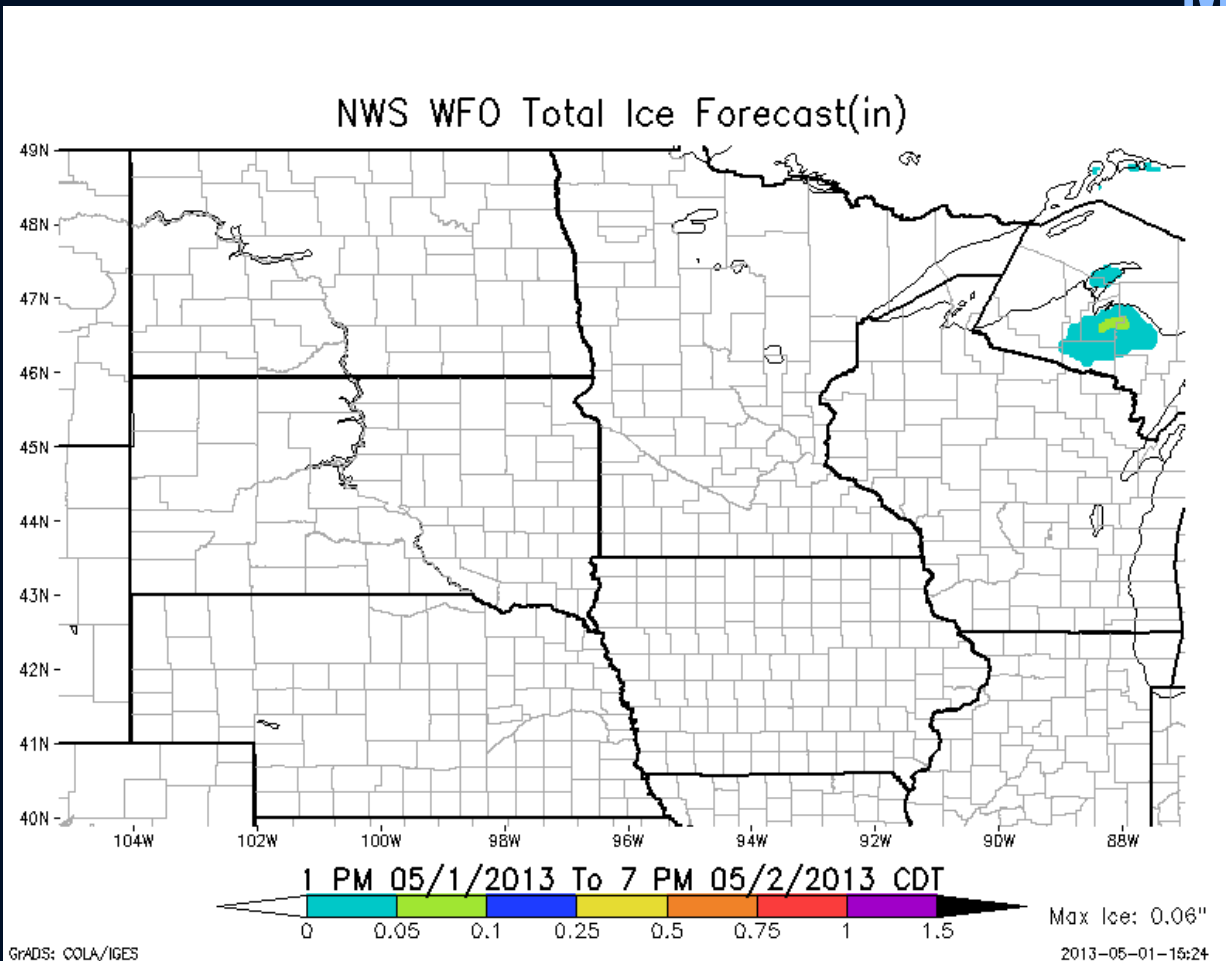 NWS WFO Total Ice Forecast(in)
49N
48N
47N
46N
45N
44N
43N
42N
41N
40N
104W 102W 100W 98W 96W 94W 92W 90W 88W
1 PM 05/1/2013 To 7 PM 05/2/2013 CDT
0 0.05 0.1 0.25 0.5 0.75 1 1.5
Max Ice: 0.06"
GrADS: COLA/IGES
2013-05-01-15:24